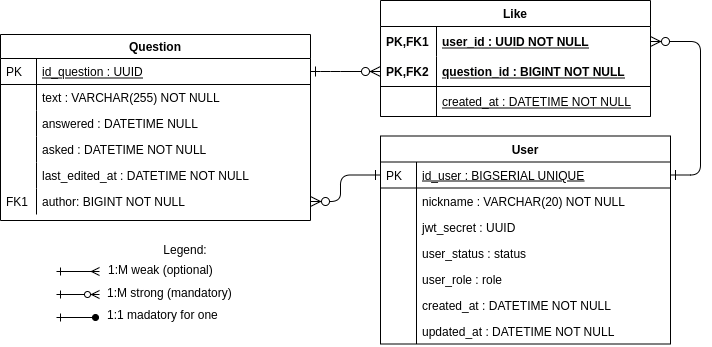 Question
PK id_question : UUID
text : VARCHAR(255) NOT NULL
answered : DATETIME NULL
asked : DATETIME NOT NULL
last_edited_at : DATETIME NOT NULL
FK1 author: BIGINT NOT NULL
Like
PK,FK1 user_id : UUID NOT NULL
PK,FK2 question_id : BIGINT NOT NULL
created_at : DATETIME NOT NULL
User
PK id_user : BIGSERIAL UNIQUE
nickname : VARCHAR(20) NOT NULL
jwt_secret : UUID
user_status : status
user_role : role
created_at : DATETIME NOT NULL
updated_at : DATETIME NOT NULL
Legend:
1:M weak (optional)
1:M strong (mandatory)
1:1 madatory for one